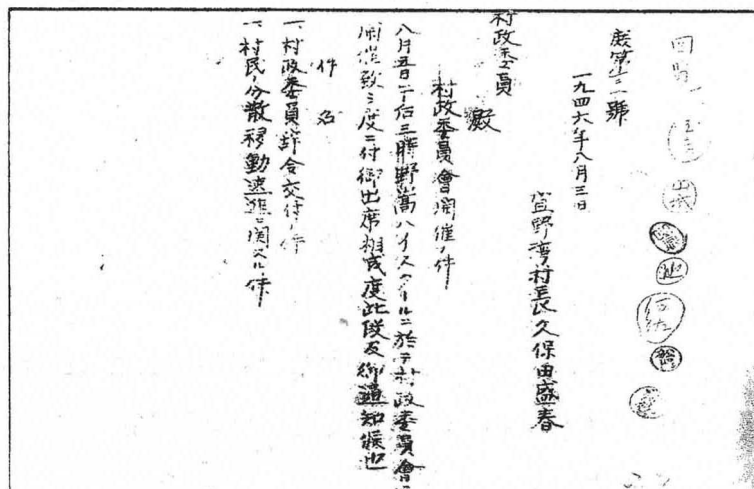 回覧
一九四六年八月三日
宜野湾村長久保田盛春
村政委員 殿
村政委員會開催ノ件
八月五日午后三時野嵩ハイスクールニ於テ村政委員會
開催致シ度ニ付御出席相成度此段及御通知候也
件名
一、村政委員辞令交付ノ件
一、村民ノ分散移動速進ニ関スル件